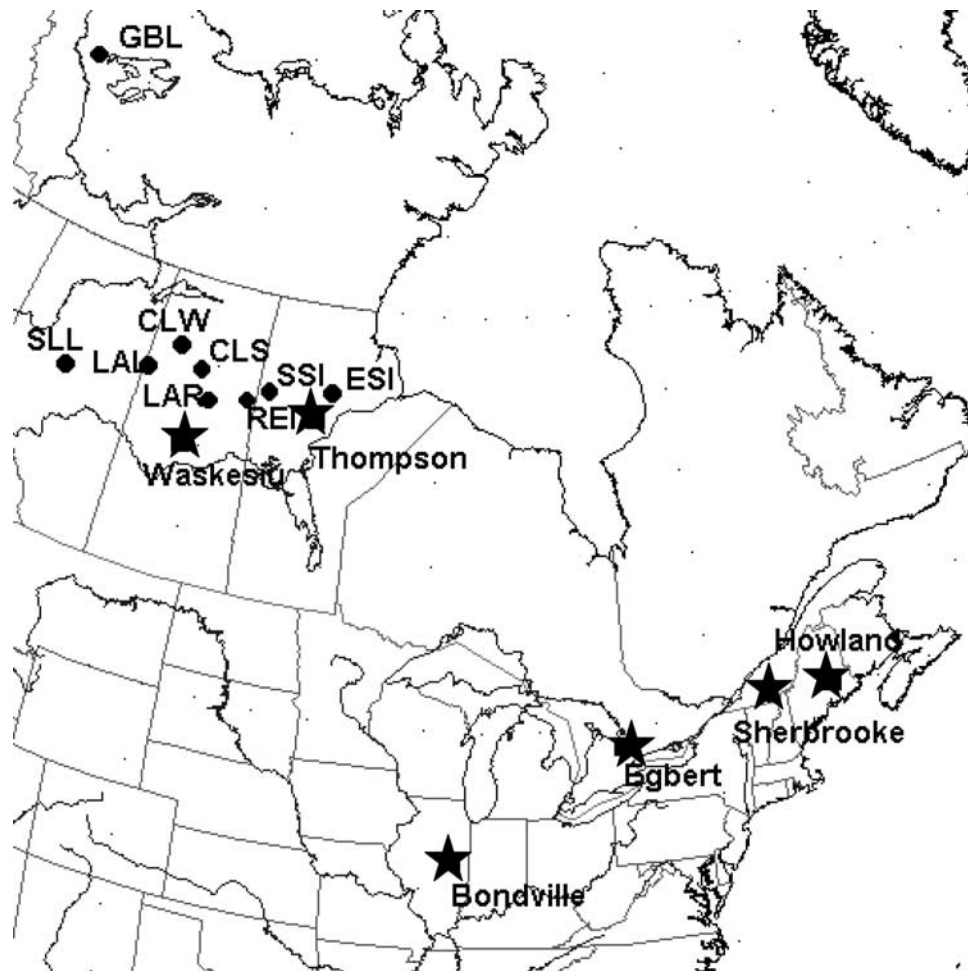 GBL
CLW
SLL
LAL
CLS
SSI
ESI
LAR
REI
Thompson
Waskesiu
Howland
Sherbrooke
Egbert
Bondville